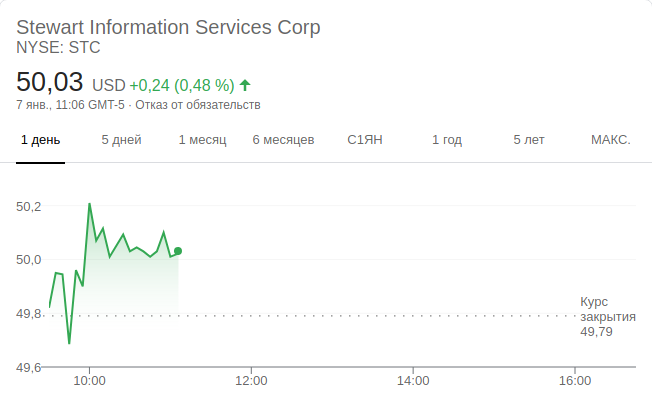 Stewart Information Services Corp
NYSE: STC
50,03 USD +0,24 (0,48 %)
7 янв., 11:06 GMT-5 · Отказ от обязательств
1 день 5 дней 1 месяц 6 месяцев С1ЯН 1 год 5 лет МАКС.
50,2
50,0
49,8
49,6
Курс
закрытия
49,79
10:00 12:00 14:00 16:00